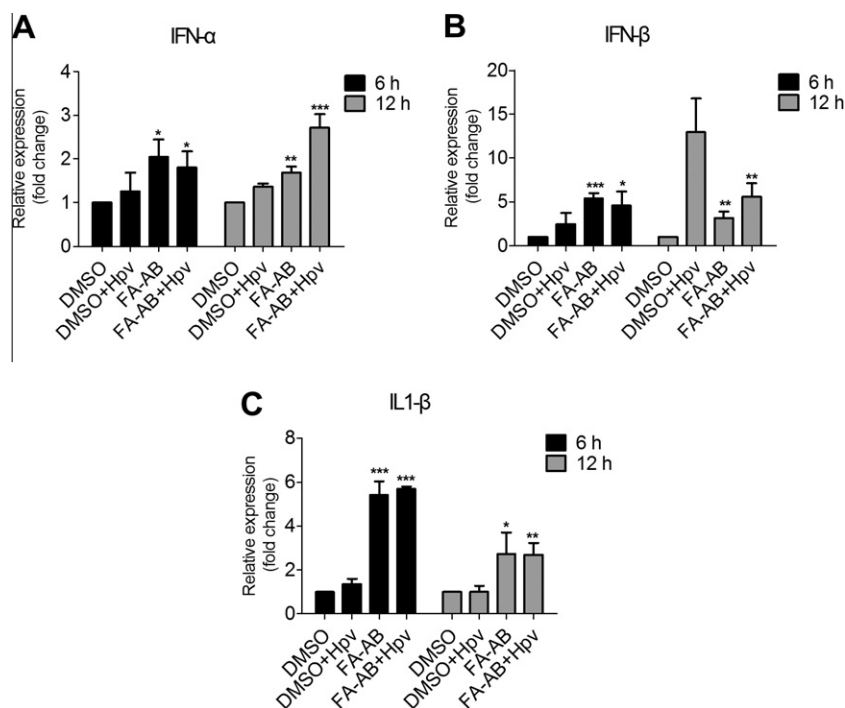 A
IFN-α
Relative expression
(fold change)
4
3
2
1
0
* * ** ***
6 h
12 h
DMSO
DMSO+Hpv
FA-AB
FA-AB+Hpv
DMSO
DMSO+Hpv
FA-AB
FA-AB+Hpv
B
IFN-β
Relative expression
(fold change)
20
15
10
5
0
*** * ** **
6 h
12 h
DMSO
DMSO+Hpv
FA-AB
FA-AB+Hpv
DMSO
DMSO+Hpv
FA-AB
FA-AB+Hpv
C
IL1-β
Relative expression
(fold change)
8
6
4
2
0
*** *** * **
6 h
12 h
DMSO
DMSO+Hpv
FA-AB
FA-AB+Hpv
DMSO
DMSO+Hpv
FA-AB
FA-AB+Hpv